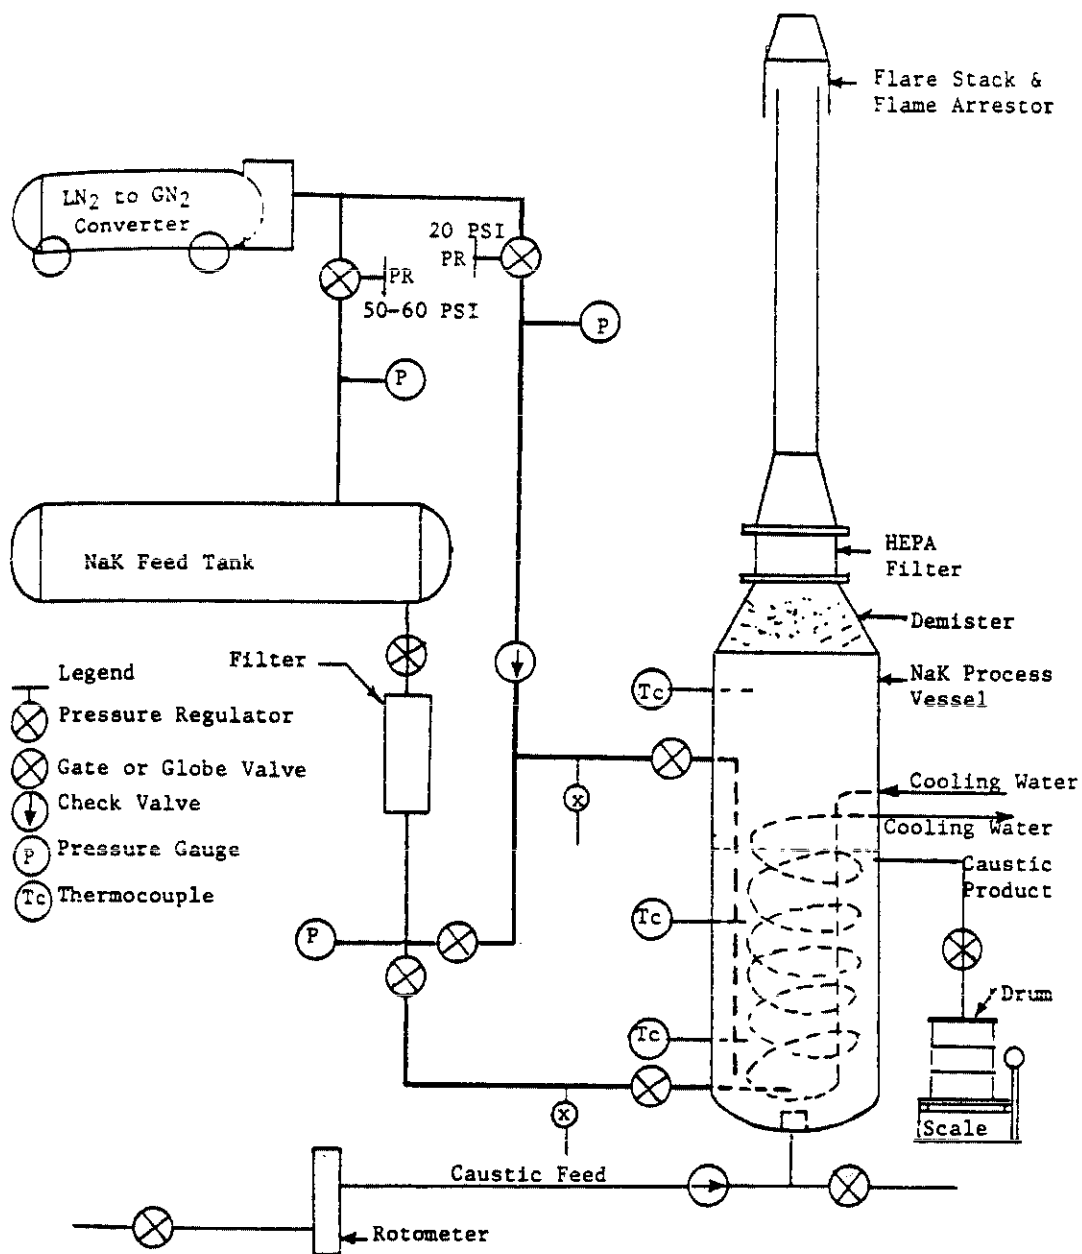 Flare Stack &
Flame Arrestor
LN2 to GN2
Converter
20 PSI
PR
PR
50-60 PSI
P
P
HEPA
Filter
NaK Feed Tank
Demister
Filter
NaK Process
Vessel
Tc
Legend
Pressure Regulator
Gate or Globe Valve
Check Valve
P Pressure Gauge
Tc Thermocouple
x
Cooling Water
Cooling Water
Caustic
Product
Tc
P
Drum
Tc
x
Scale
Caustic Feed
Rotometer